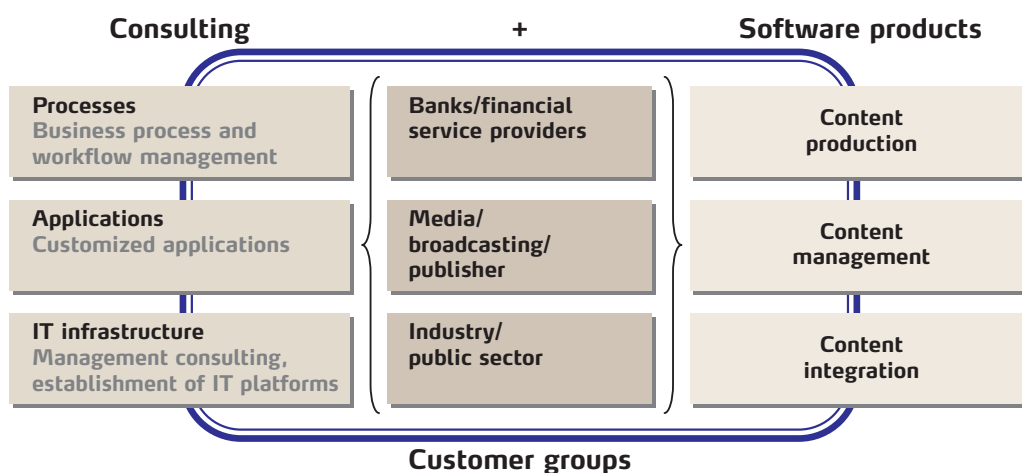 Consulting + Software products
Processes
Business process and
workflow management
Banks/financial
service providers
Content
production
Applications
Customized applications
Media/
broadcasting/
publisher
Content
management
IT infrastructure
Management consulting,
establishment of IT platforms
Industry/
public sector
Content
integration
Customer groups